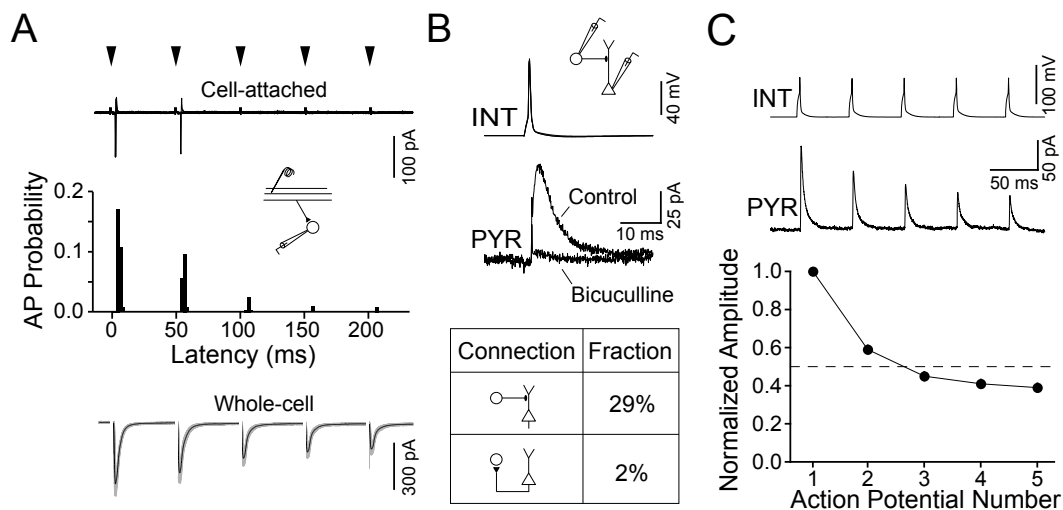 A
Cell-attached
100 pA
AP Probability
0.2
0.1
0.0
0
50
100
150
200
Latency (ms)
Whole-cell
300 pA
B
INT
40 mV
Control
PYR
10 ms
25 pA
Bicuculline
Connection Fraction
29%
2%
C
INT
100 mV
PYR
50 ms
50 pA
Normalized Amplitude
1.0
0.8
0.6
0.4
0.2
0.0
1 2 3 4 5
Action Potential Number